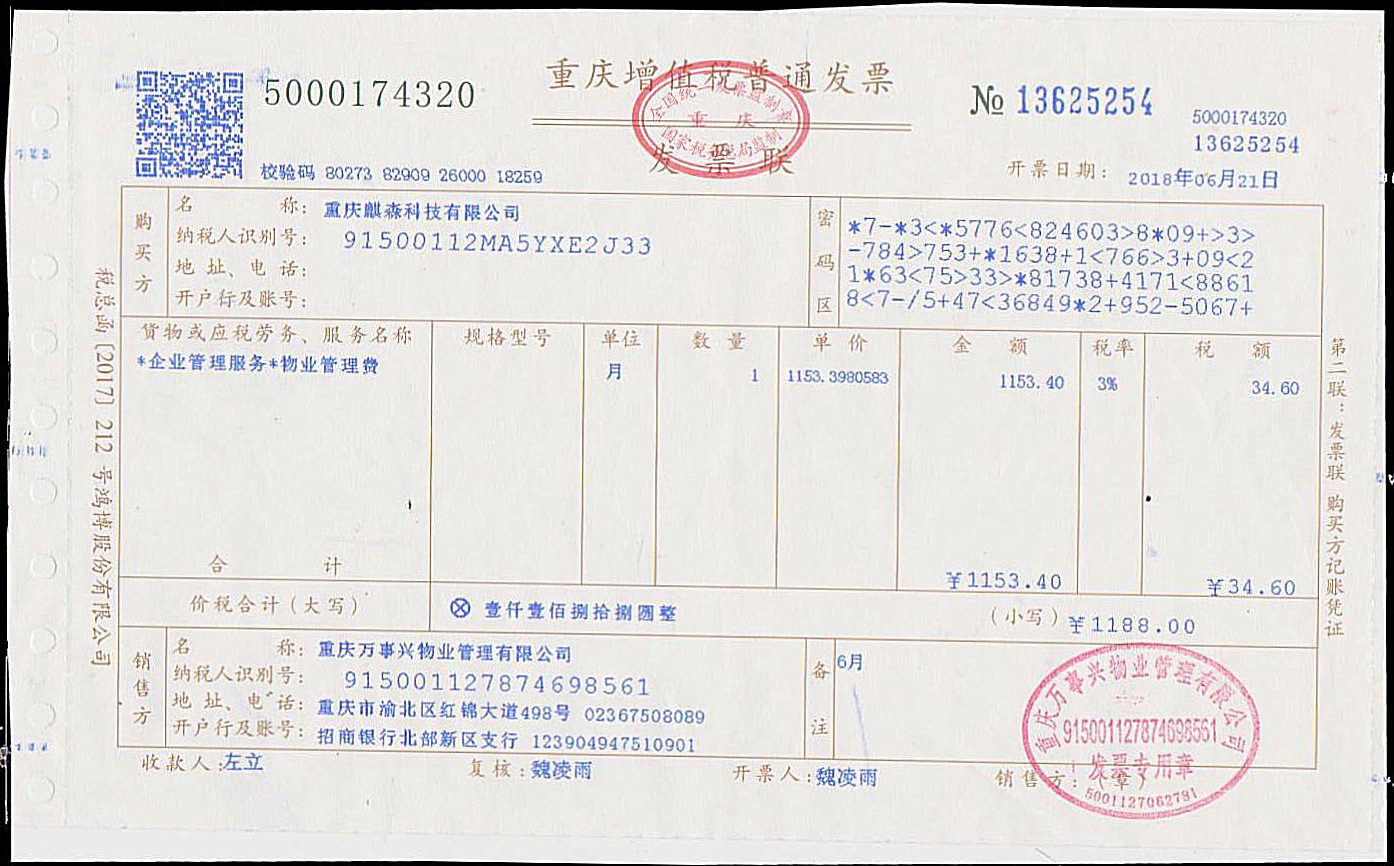 重庆增值税普通发票
5000174320
№ 13625254
5000174320
13625254
全国统一发票监制章
重庆
国家税务总局监制
发票联
校验码 80273 82909 26000 18259
开票日期: 2018年06月21日
购买方
名称: 重庆麒淼科技有限公司
纳税人识别号: 91500112MA5YXE2J33
地址、电话:
开户行及账号:
密码区
*7-*3<*5776<824603>8*09+>3>
-784>753+*1638+1<766>3+09<2
1*63<75>33>*81738+4171<8861
8<7-/5+47<36849*2+952-5067+
货物或应税劳务、服务名称 规格型号 单位 数量 单价 金额 税率 税额
*企业管理服务*物业管理费 月 1 1153.3980583 1153.40 3% 34.60
合计 ¥1153.40 ¥34.60
价税合计(大写) ⊗ 壹仟壹佰捌拾捌圆整 (小写) ¥1188.00
销售方
名称: 重庆万事兴物业管理有限公司
纳税人识别号: 915001127874698561
地址、电话: 重庆市渝北区红锦大道498号 02367508089
开户行及账号: 招商银行北部新区支行 123904947510901
备注
6月
收款人: 左立 复核: 魏凌雨 开票人: 魏凌雨 销售方: (章)
重庆万事兴物业管理有限公司
915001127874698561
发票专用章
5001127062781
税总函[2017]212号鸿博股份有限公司
第二联:发票联 购买方记账凭证